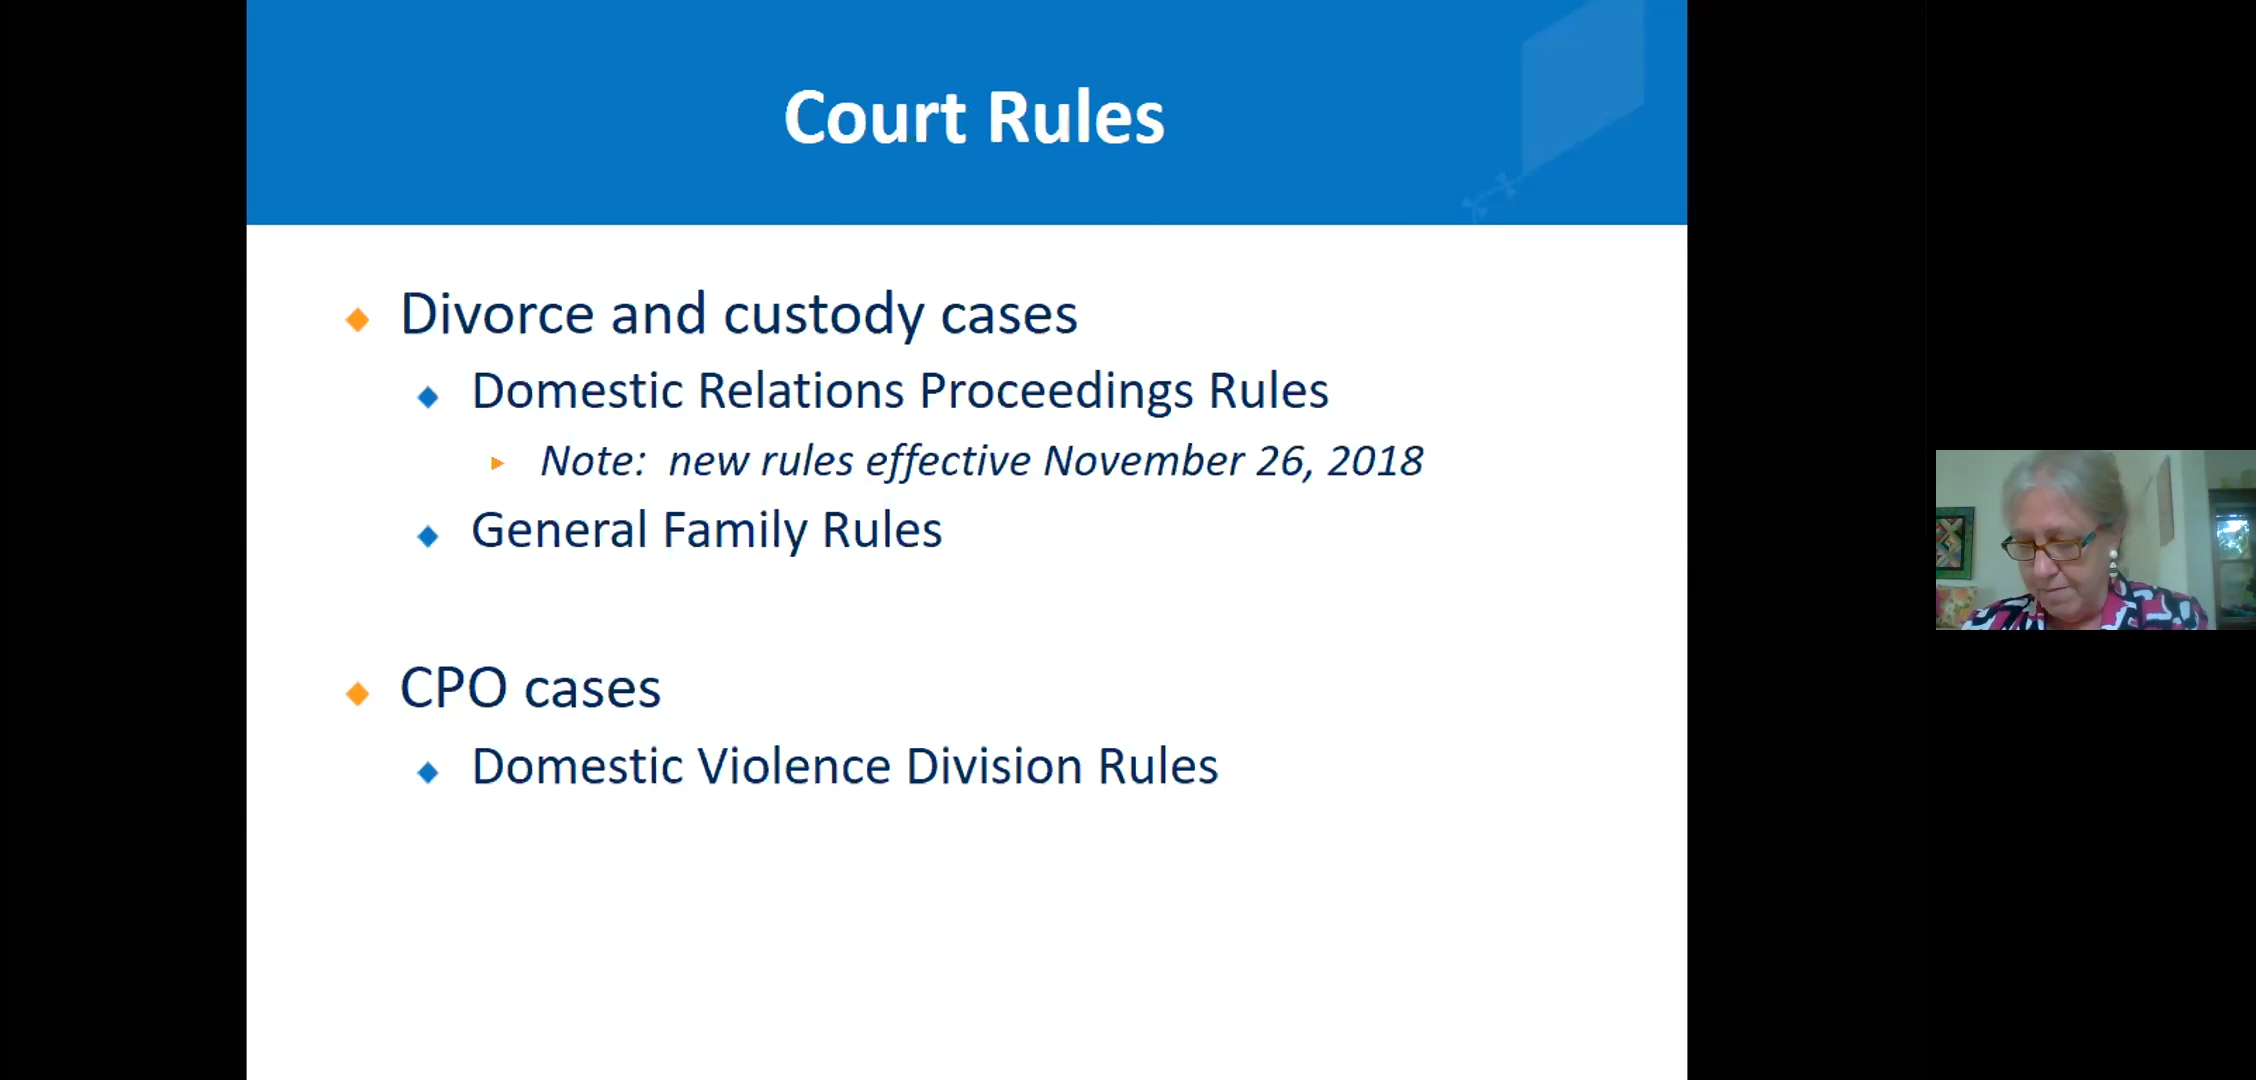 Court Rules
Divorce and custody cases
Domestic Relations Proceedings Rules
Note: new rules effective November 26, 2018
General Family Rules
CPO cases
Domestic Violence Division Rules